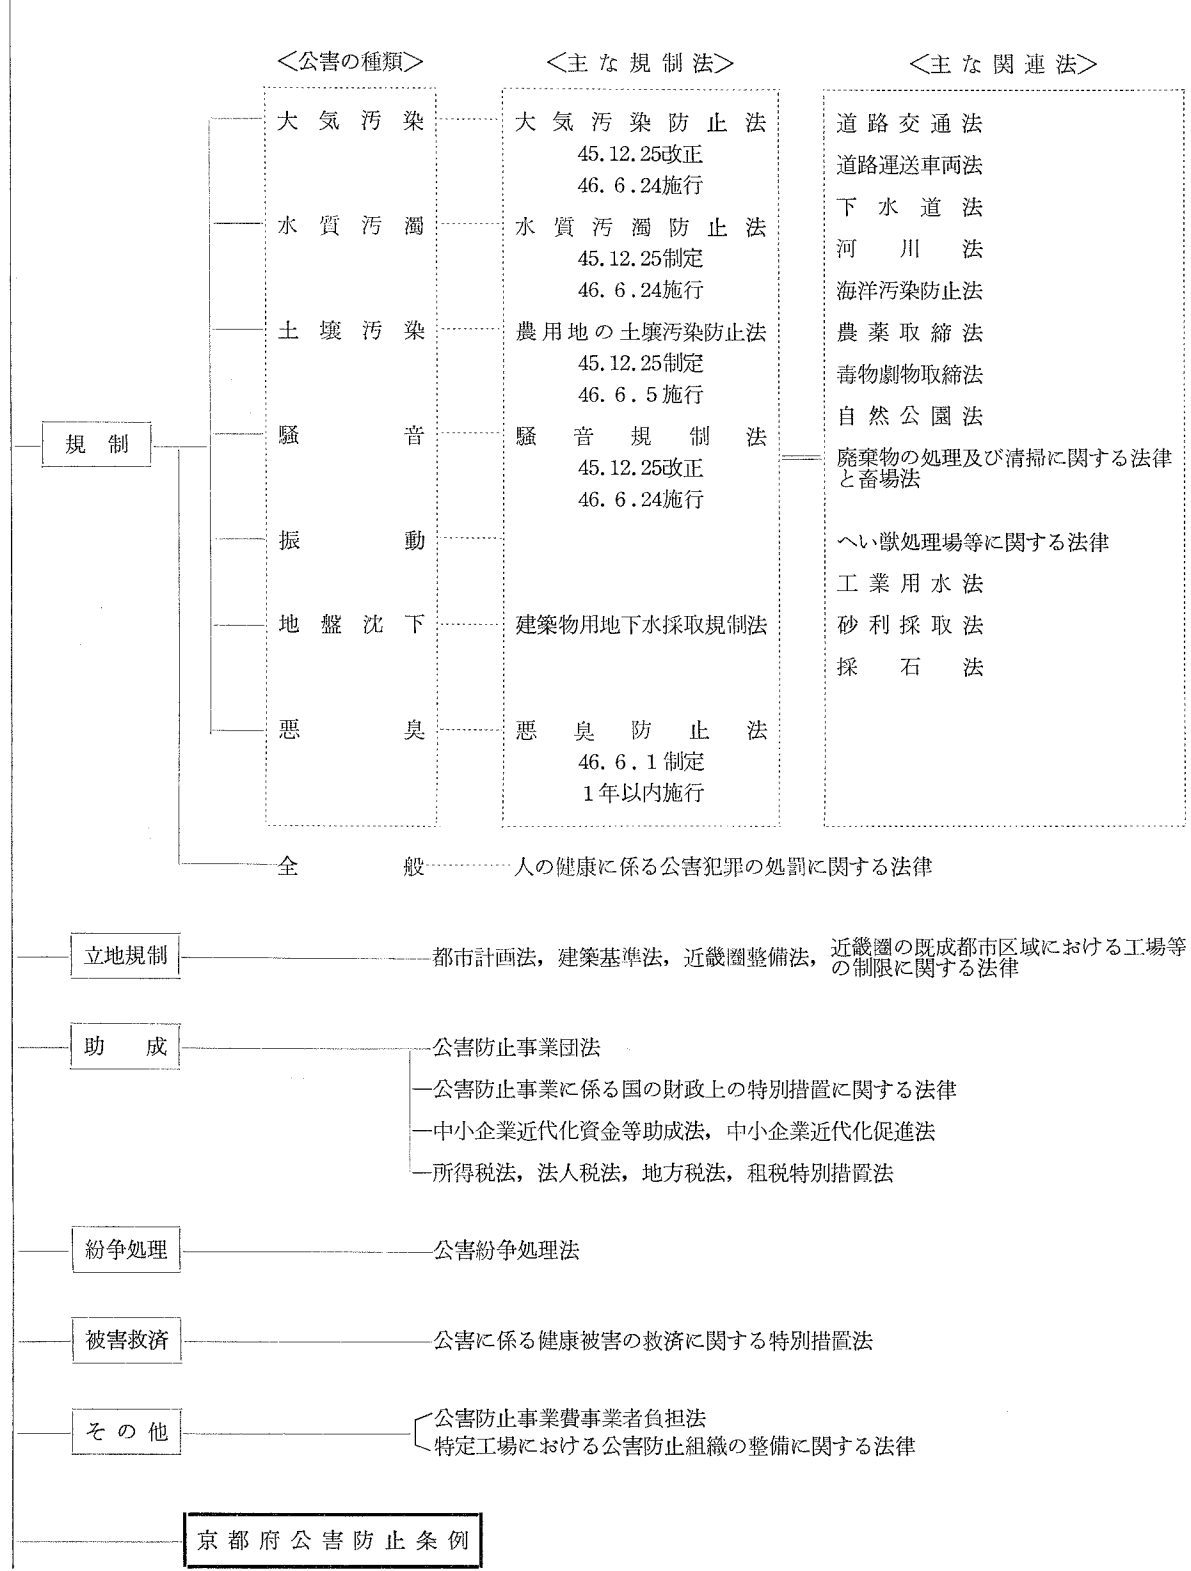 ＜公害の種類＞
＜主な規制法＞
＜主な関連法＞
規制
大気汚染
大気汚染防止法
45.12.25改正
46.6.24施行
水質汚濁
水質汚濁防止法
45.12.25制定
46.6.24施行
土壌汚染
農用地の土壌汚染防止法
45.12.25制定
46.6.5施行
騒音
騒音規制法
45.12.25改正
46.6.24施行
振動
地盤沈下
建築物用地下水採取規制法
悪臭
悪臭防止法
46.6.1制定
1年以内施行
道路交通法
道路運送車両法
下水道法
河川法
海洋汚染防止法
農薬取締法
毒物劇物取締法
自然公園法
廃棄物の処理及び清掃に関する法律
と畜場法
へい獣処理場等に関する法律
工業用水法
砂利採取法
採石法
全般
人の健康に係る公害犯罪の処罰に関する法律
立地規制
都市計画法，建築基準法，近畿圏整備法，近畿圏の既成都市区域における工場等
の制限に関する法律
助成
公害防止事業団法
公害防止事業に係る国の財政上の特別措置に関する法律
中小企業近代化資金等助成法，中小企業近代化促進法
所得税法，法人税法，地方税法，租税特別措置法
紛争処理
公害紛争処理法
被害救済
公害に係る健康被害の救済に関する特別措置法
その他
公害防止事業費事業者負担法
特定工場における公害防止組織の整備に関する法律
京都府公害防止条例